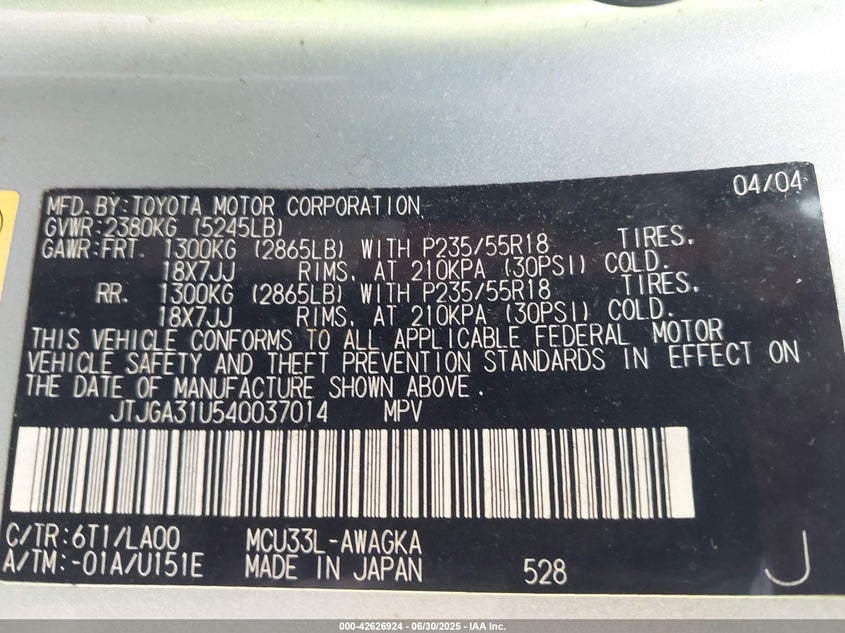 04/04
MFD. BY: TOYOTA MOTOR CORPORATION
GVWR: 2380KG (5245LB)
GAWR: FRT. 1300KG (2865LB) WITH P235/55R18 TIRES,
18X7JJ RIMS, AT 210KPA (30PSI) COLD.
RR. 1300KG (2865LB) WITH P235/55R18 TIRES,
18X7JJ RIMS, AT 210KPA (30PSI) COLD.
THIS VEHICLE CONFORMS TO ALL APPLICABLE FEDERAL MOTOR
VEHICLE SAFETY AND THEFT PREVENTION STANDARDS IN EFFECT ON
THE DATE OF MANUFACTURE SHOWN ABOVE.
JTJGA31U540037014 MPV
C/TR: 6T1/LA00 MCU33L-AWAGKA
A/TM: -01A/U151E MADE IN JAPAN 528 J
000-42626924 - 06/30/2025 - IAA Inc.